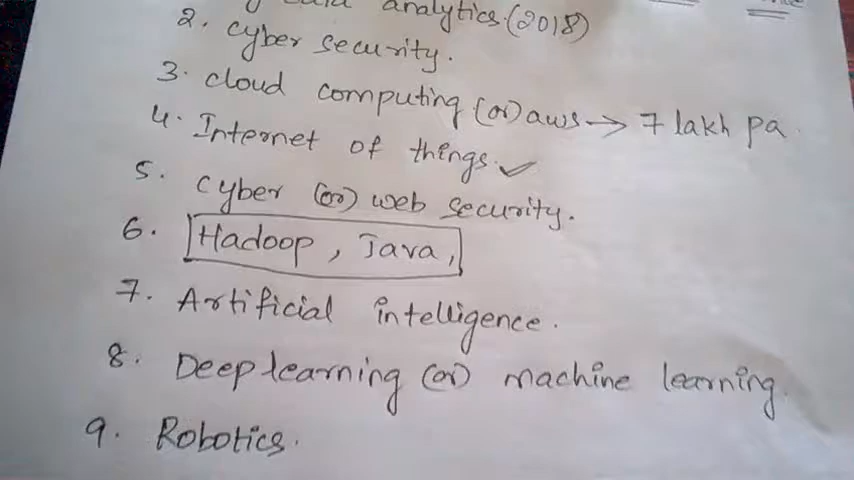 data analytics (2018)
2. cyber security.
3. cloud computing (or) aws → 7 lakh pa.
4. Internet of things. ✓
5. cyber (or) web security.
6. Hadoop, Java,
7. Artificial intelligence.
8. Deep learning (or) machine learning.
9. Robotics.